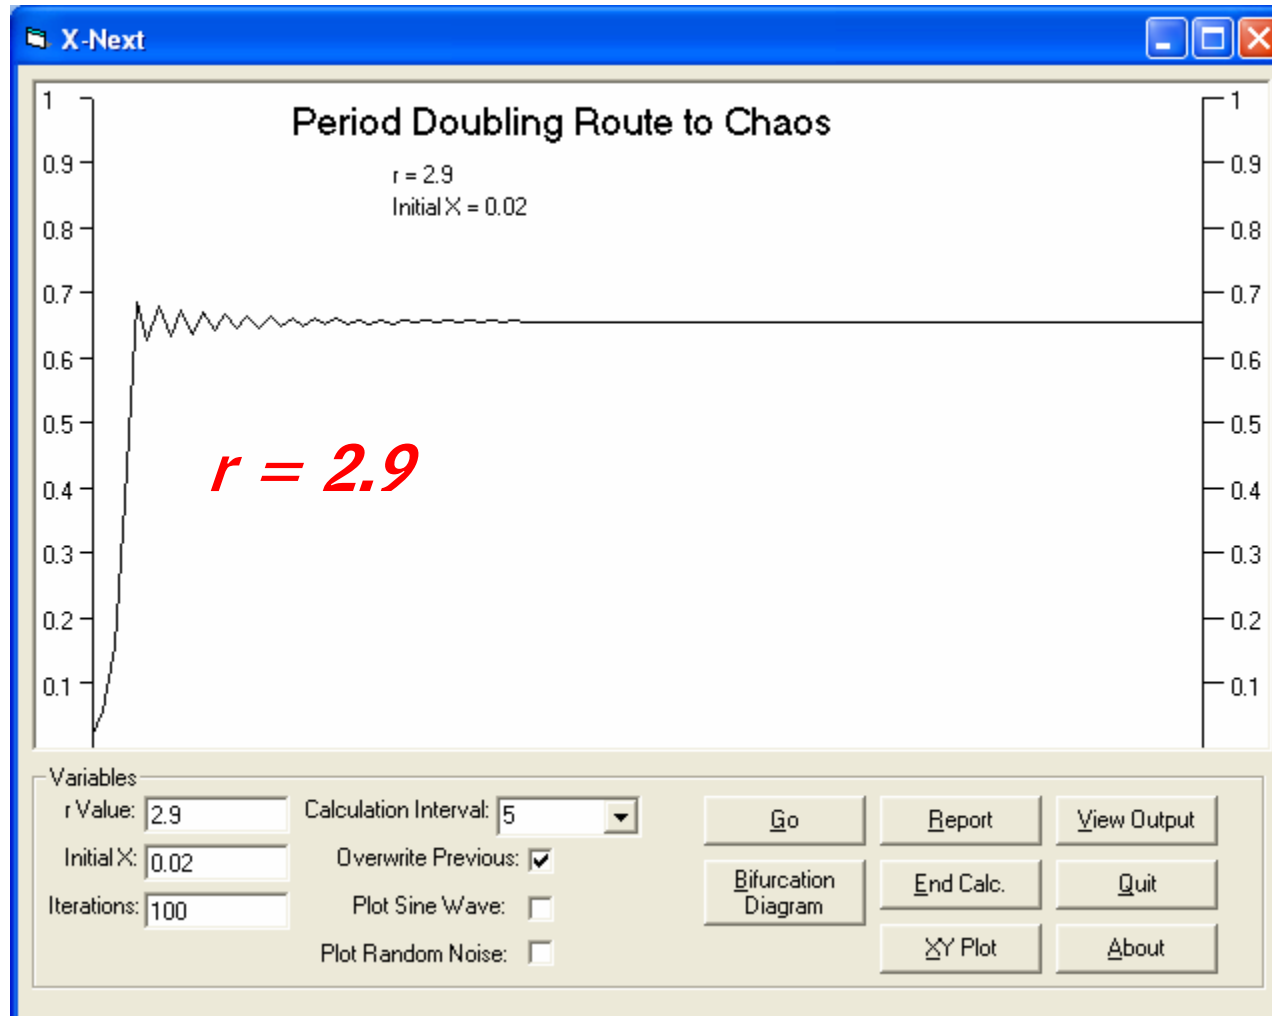 X-Next
Period Doubling Route to Chaos
r = 2.9
Initial X = 0.02
1 1
0.9 0.9
0.8 0.8
0.7 0.7
0.6 0.6
0.5 0.5
r = 2.9
0.4 0.4
0.3 0.3
0.2 0.2
0.1 0.1
Variables
r Value: 2.9 Calculation Interval: 5 Go Report View Output
Initial X: 0.02 Overwrite Previous: Bifurcation Diagram End Calc. Quit
Iterations: 100 Plot Sine Wave:
Plot Random Noise: XY Plot About